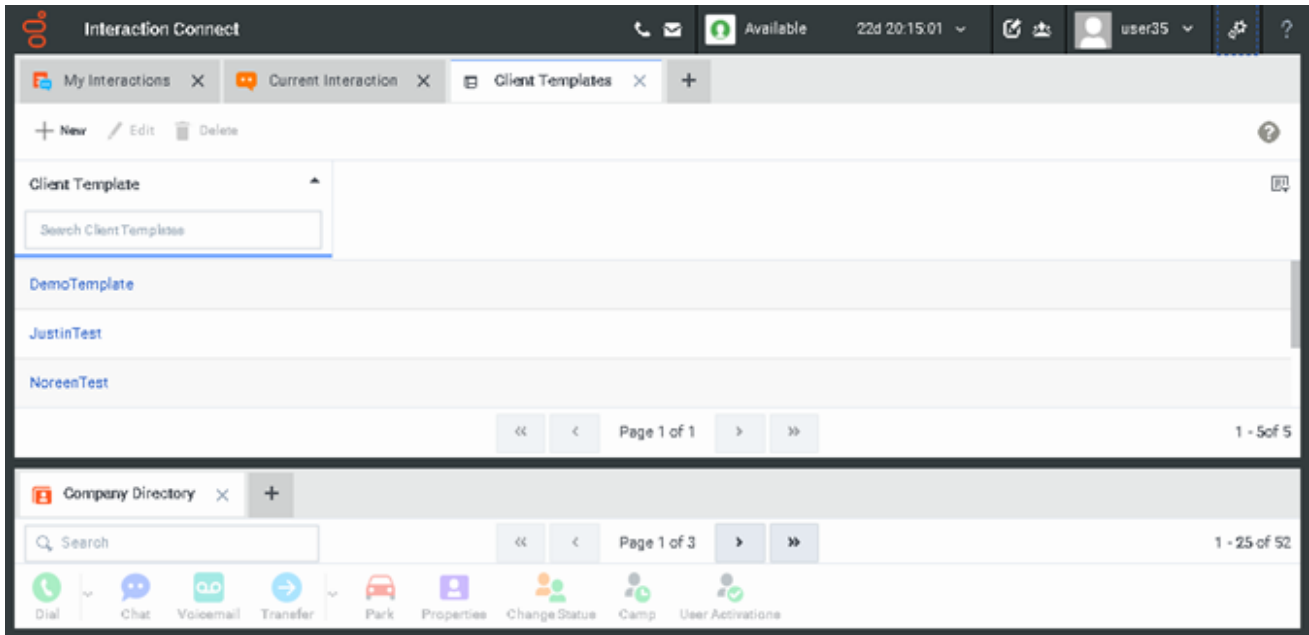 Interaction Connect
Available
22d 20:15:01
user35
?
My Interactions
Current Interaction
Client Templates
+
+ New
Edit
Delete
?
Client Template
Search Client Templates
DemoTemplate
JustinTest
NoreenTest
<< < Page 1 of 1 > >>
1 - 5of 5
Company Directory
+
Search
<< < Page 1 of 3 > >>
1 - 25 of 52
Dial
Chat
Voicemail
Transfer
Park
Properties
Change Status
Camp
User Activations